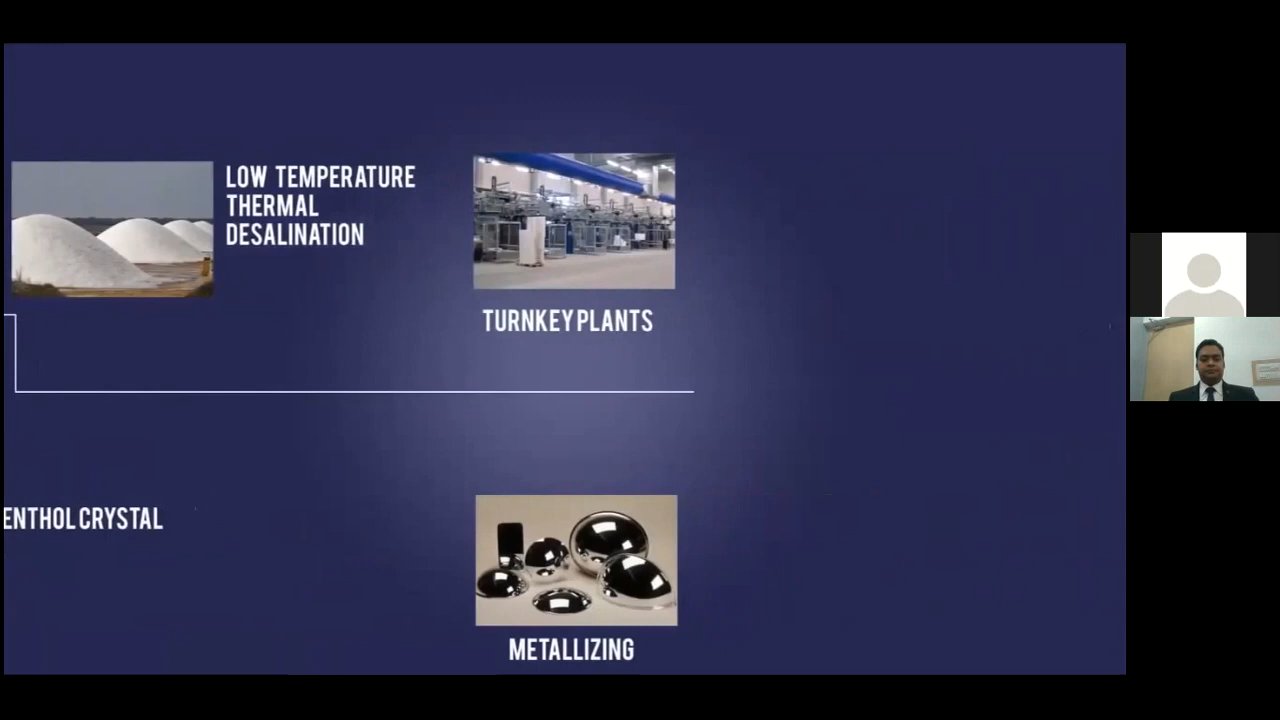 LOW TEMPERATURE
THERMAL
DESALINATION
TURNKEY PLANTS
ENTHOL CRYSTAL
METALLIZING